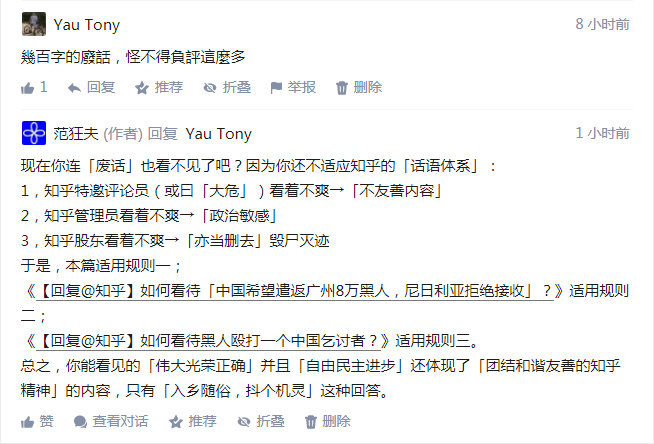 Yau Tony 8 小时前
幾百字的廢話，怪不得負評這麼多
1 回复 推荐 折叠 举报 删除
范狂夫 (作者) 回复 Yau Tony 1 小时前
现在你连「废话」也看不见了吧？因为你还不适应知乎的「话语体系」：
1，知乎特邀评论员（或曰「大危」）看着不爽→「不友善内容」
2，知乎管理员看着不爽→「政治敏感」
3，知乎股东看着不爽→「亦当删去」毁尸灭迹
于是，本篇适用规则一；
《【回复@知乎】如何看待「中国希望遣返广州8万黑人，尼日利亚拒绝接收」？》适用规则
二；
《【回复@知乎】如何看待黑人殴打一个中国乞讨者？》适用规则三。
总之，你能看见的「伟大光荣正确」并且「自由民主进步」还体现了「团结和谐友善的知乎
精神」的内容，只有「入乡随俗，抖个机灵」这种回答。
赞 查看对话 推荐 折叠 删除